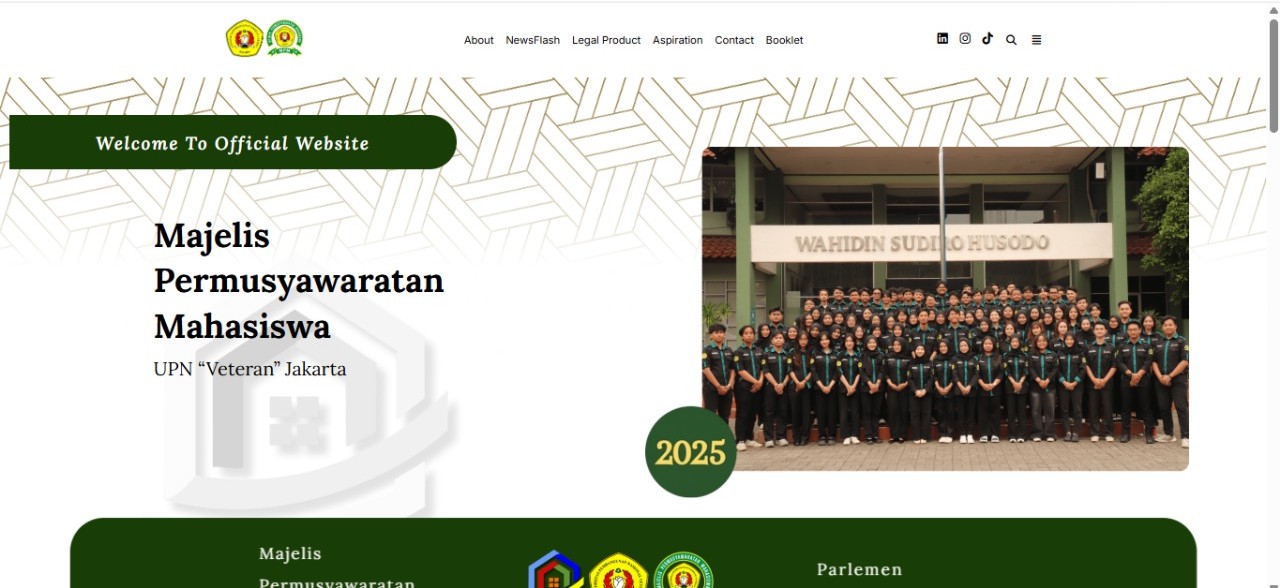 About NewsFlash Legal Product Aspiration Contact Booklet
Welcome To Official Website
Majelis
Permusyawaratan
Mahasiswa
UPN “Veteran” Jakarta
WAHIDIN SUDIRO HUSODO
2025
Majelis
Permusyawaratan
Parlemen